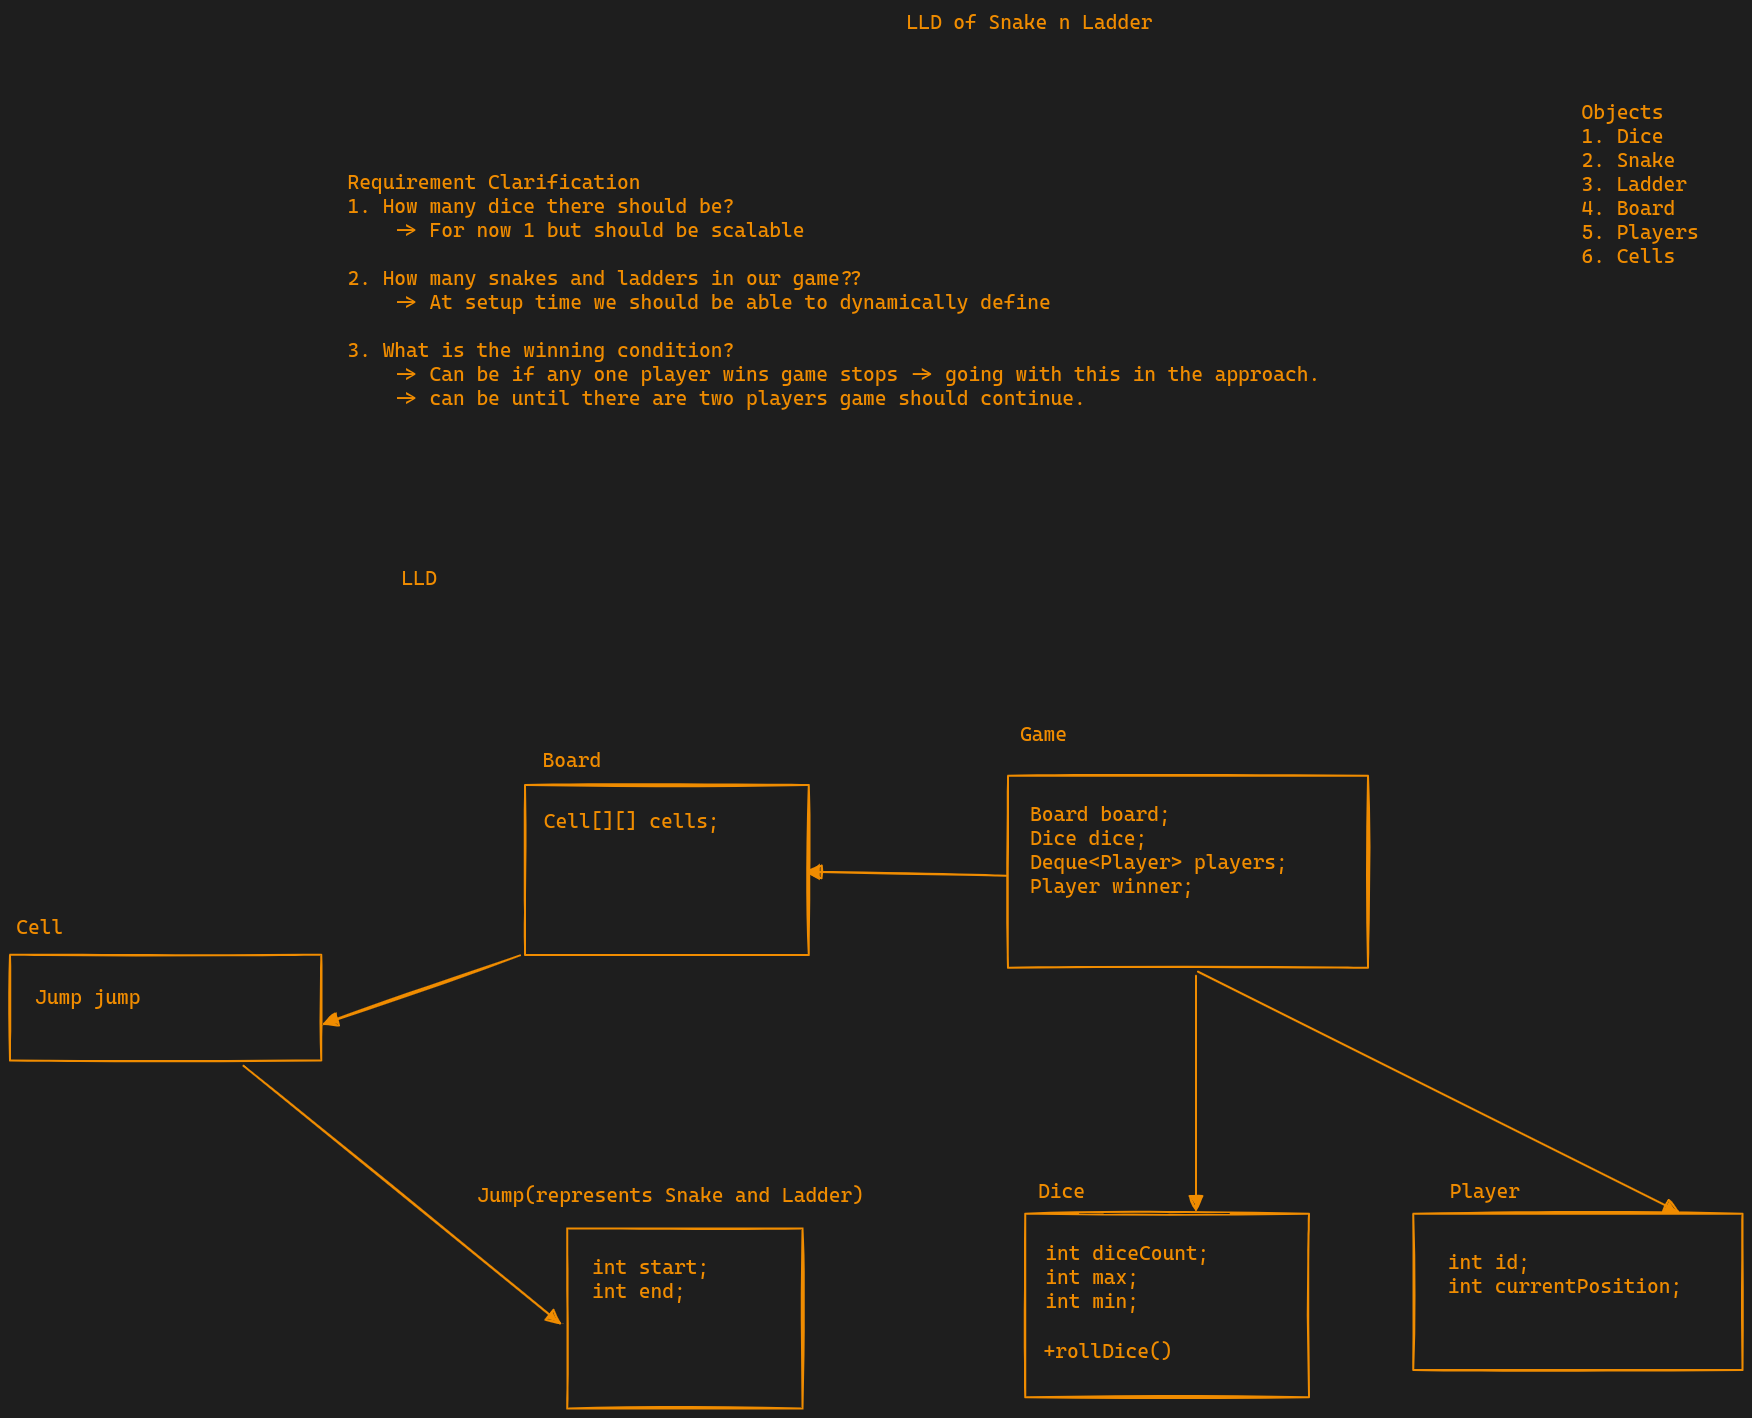 LLD of Snake n Ladder
Objects
1. Dice
2. Snake
3. Ladder
4. Board
5. Players
6. Cells
Requirement Clarification
1. How many dice there should be?
→ For now 1 but should be scalable
2. How many snakes and ladders in our game??
→ At setup time we should be able to dynamically define
3. What is the winning condition?
→ Can be if any one player wins game stops → going with this in the approach.
→ can be until there are two players game should continue.
LLD
Game
Board board;
Dice dice;
Deque<Player> players;
Player winner;
Board
Cell[][] cells;
Cell
Jump jump
Jump(represents Snake and Ladder)
int start;
int end;
Dice
int diceCount;
int max;
int min;
+rollDice()
Player
int id;
int currentPosition;